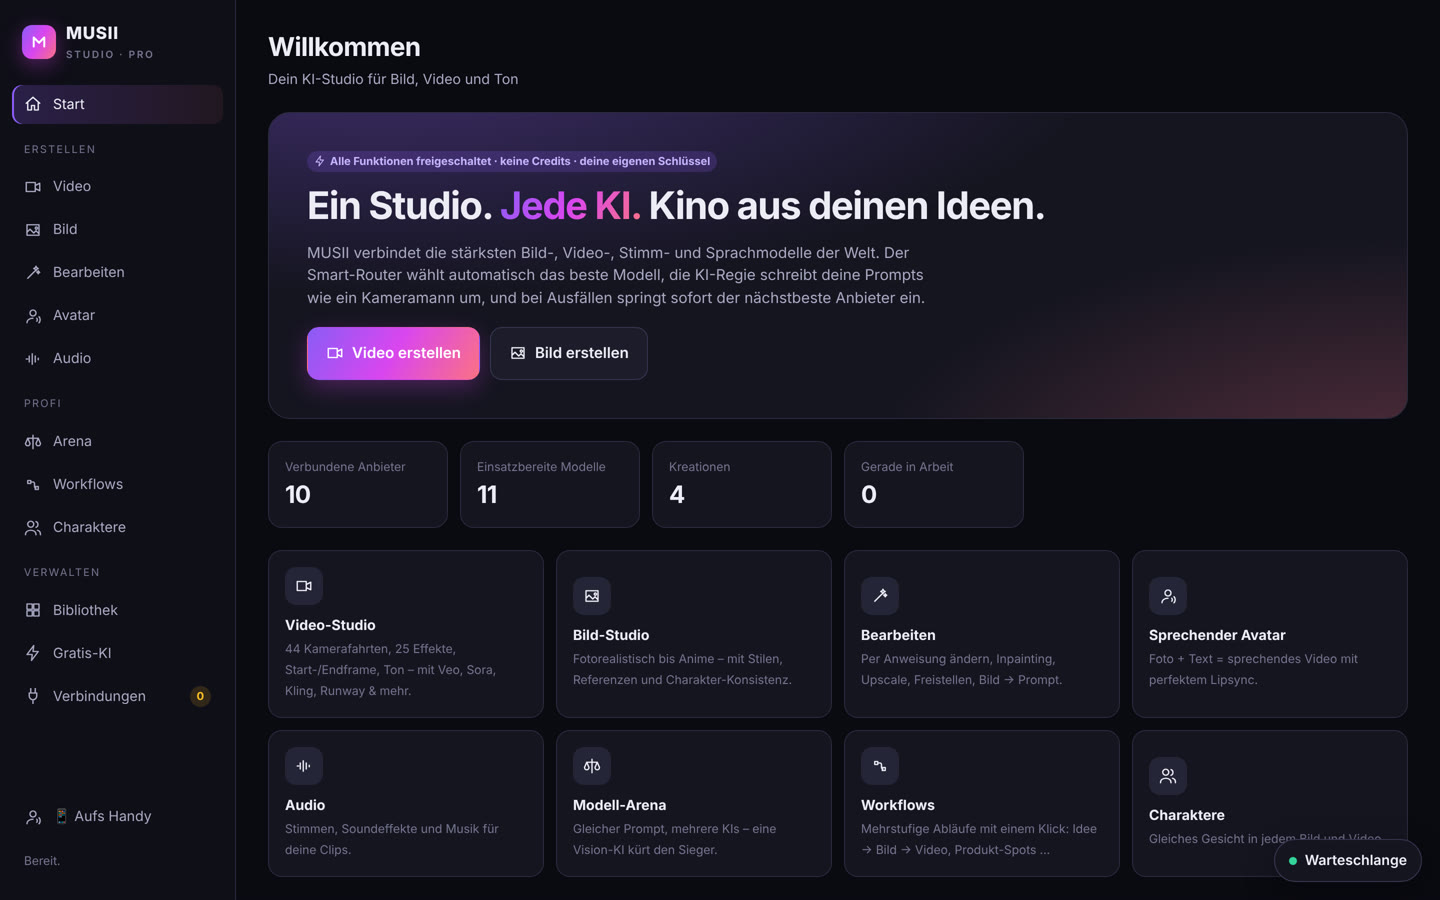 MUSII
STUDIO · PRO
Start
ERSTELLEN
Video
Bild
Bearbeiten
Avatar
Audio
PROFI
Arena
Workflows
Charaktere
VERWALTEN
Bibliothek
Gratis-KI
Verbindungen
0
📱 Aufs Handy
Bereit.
Willkommen
Dein KI-Studio für Bild, Video und Ton
Alle Funktionen freigeschaltet · keine Credits · deine eigenen Schlüssel
Ein Studio. Jede KI. Kino aus deinen Ideen.
MUSII verbindet die stärksten Bild-, Video-, Stimm- und Sprachmodelle der Welt. Der
Smart-Router wählt automatisch das beste Modell, die KI-Regie schreibt deine Prompts
wie ein Kameramann um, und bei Ausfällen springt sofort der nächstbeste Anbieter ein.
Video erstellen
Bild erstellen
Verbundene Anbieter
10
Einsatzbereite Modelle
11
Kreationen
4
Gerade in Arbeit
0
Video-Studio
44 Kamerafahrten, 25 Effekte,
Start-/Endframe, Ton – mit Veo, Sora,
Kling, Runway & mehr.
Bild-Studio
Fotorealistisch bis Anime – mit Stilen,
Referenzen und Charakter-Konsistenz.
Bearbeiten
Per Anweisung ändern, Inpainting,
Upscale, Freistellen, Bild → Prompt.
Sprechender Avatar
Foto + Text = sprechendes Video mit
perfektem Lipsync.
Audio
Stimmen, Soundeffekte und Musik für
deine Clips.
Modell-Arena
Gleicher Prompt, mehrere KIs – eine
Vision-KI kürt den Sieger.
Workflows
Mehrstufige Abläufe mit einem Klick: Idee
→ Bild → Video, Produkt-Spots ...
Charaktere
Gleiches Gesicht in jedem Bild und Video
Warteschlange